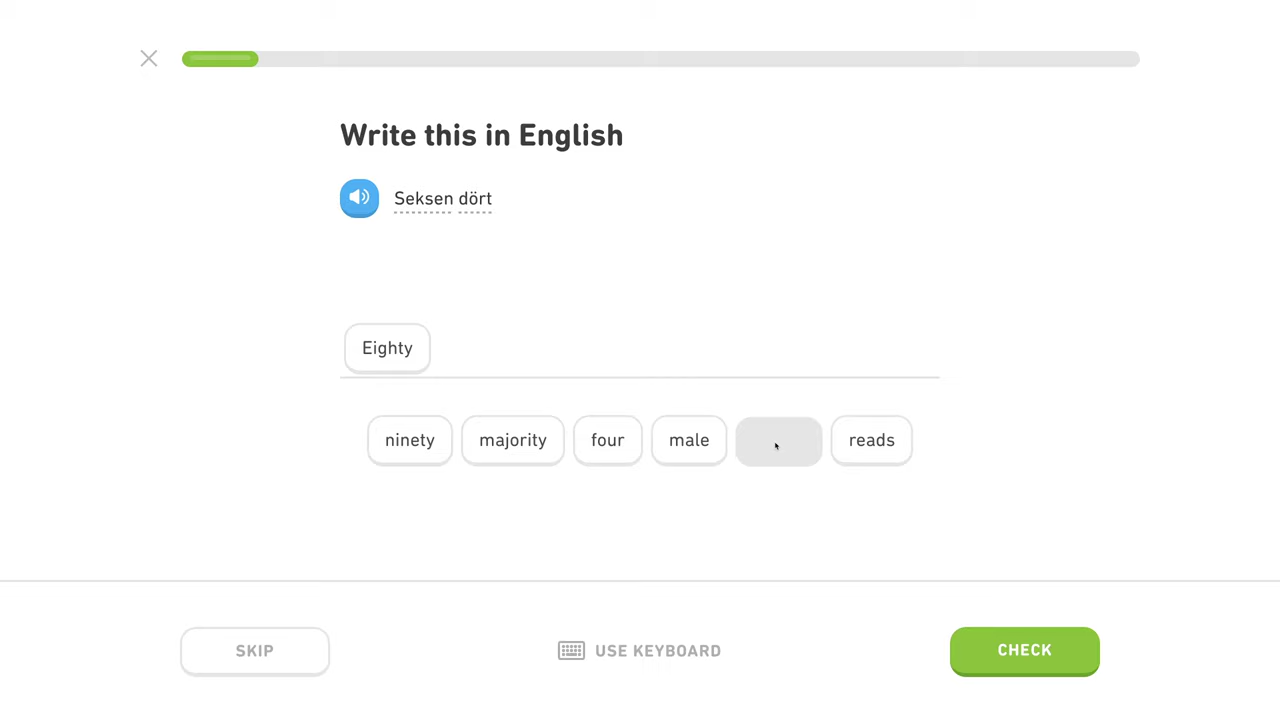 Write this in English
Seksen dört
Eighty
ninety majority four male reads
SKIP USE KEYBOARD CHECK